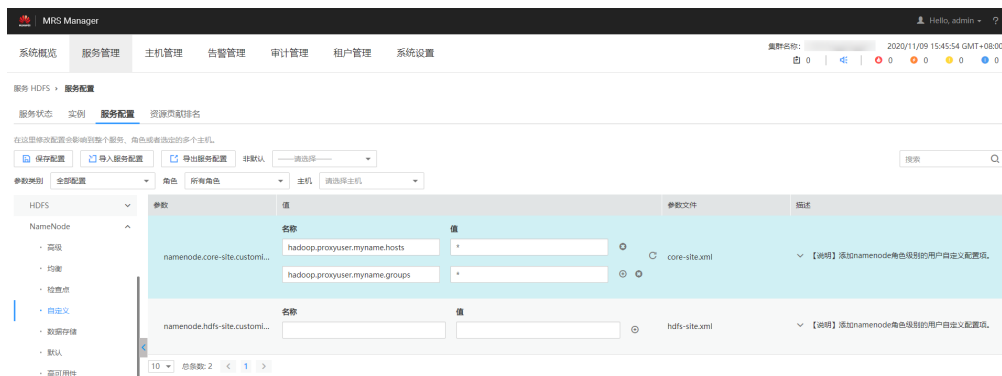 MRS Manager Hello, admin ?
系统概览 服务管理 主机管理 告警管理 审计管理 租户管理 系统设置 集群名称: 2020/11/09 15:45:54 GMT+08:00
0 0 0 0 0
服务 HDFS > 服务配置
服务状态 实例 服务配置 资源贡献排名
在这里修改配置会影响到整个服务、角色或者选定的多个主机。
保存配置 导入服务配置 导出服务配置 非默认 ——请选择—— 搜索
参数类别 全部配置 角色 所有角色 主机 请选择主机
HDFS 参数 值 参数文件 描述
NameNode 名称 值
高级 hadoop.proxyuser.myname.hosts *
namenode.core-site.customi... core-site.xml 【说明】添加namenode角色级别的用户自定义配置项。
均衡 hadoop.proxyuser.myname.groups *
检查点
自定义 名称 值
数据存储 namenode.hdfs-site.customi... hdfs-site.xml 【说明】添加namenode角色级别的用户自定义配置项。
默认
10 总条数: 2 < 1 >
高可用性